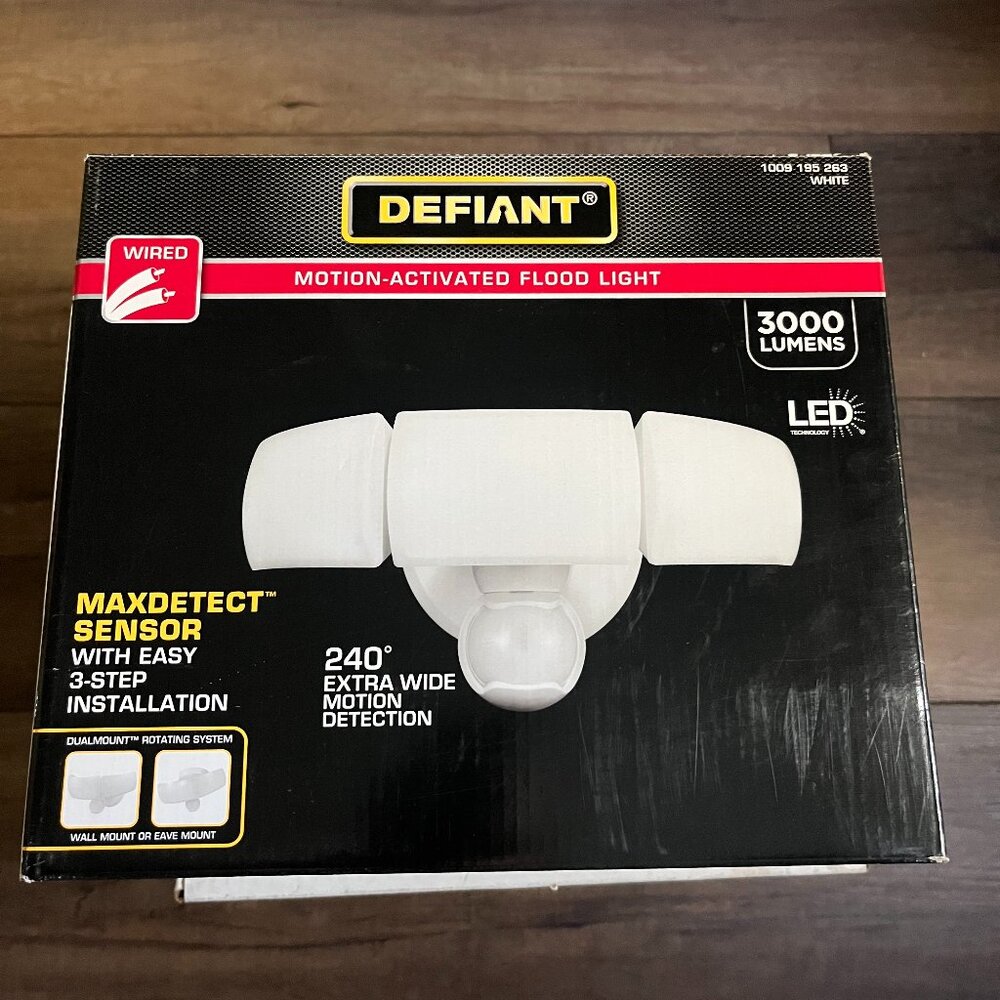 1009 195 263
WHITE
DEFIANT®
WIRED
MOTION-ACTIVATED FLOOD LIGHT
3000
LUMENS
LED
TECHNOLOGY
MAXDETECT™
SENSOR
WITH EASY
3-STEP
INSTALLATION
240°
EXTRA WIDE
MOTION
DETECTION
DUALMOUNT™ ROTATING SYSTEM
WALL MOUNT OR EAVE MOUNT